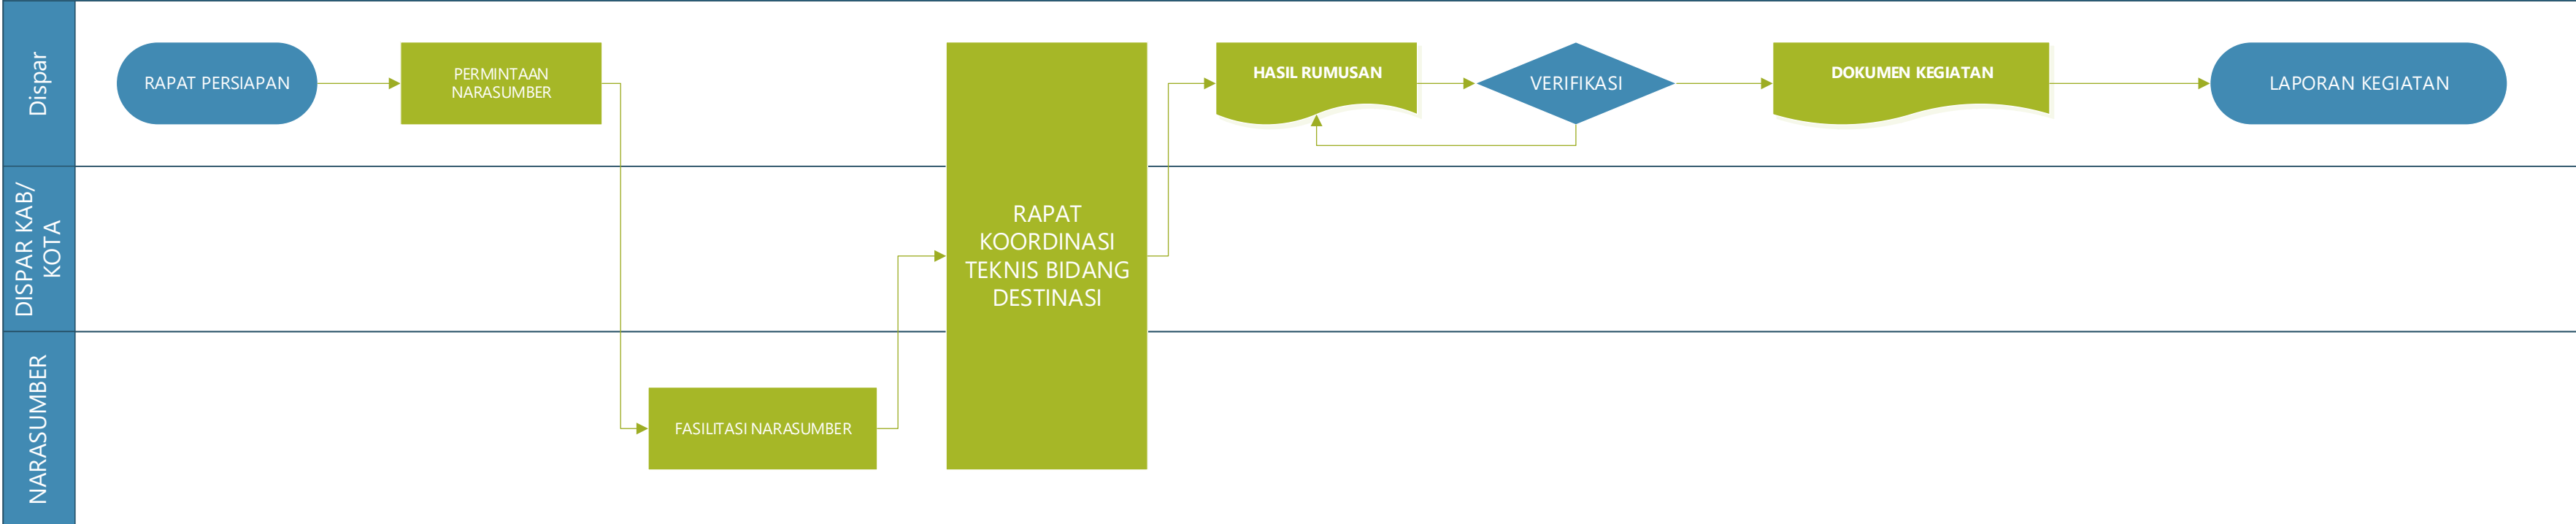 Dispar
RAPAT PERSIAPAN
PERMINTAAN
NARASUMBER
HASIL RUMUSAN
VERIFIKASI
DOKUMEN KEGIATAN
LAPORAN KEGIATAN
DISPAR KAB/
KOTA
RAPAT
KOORDINASI
TEKNIS BIDANG
DESTINASI
NARASUMBER
FASILITASI NARASUMBER